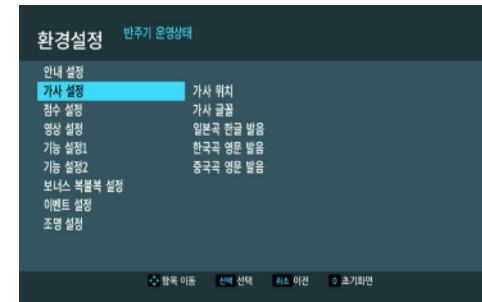 환경설정 반주기 운영상태
안내 설정
가사 설정 가사 위치
점수 설정 가사 글꼴
영상 설정 일본곡 한글 발음
기능 설정1 한국곡 영문 발음
기능 설정2 중국곡 영문 발음
보너스 복불복 설정
이벤트 설정
조명 설정
항목 이동 선택 선택 취소 이전 0 초기화면